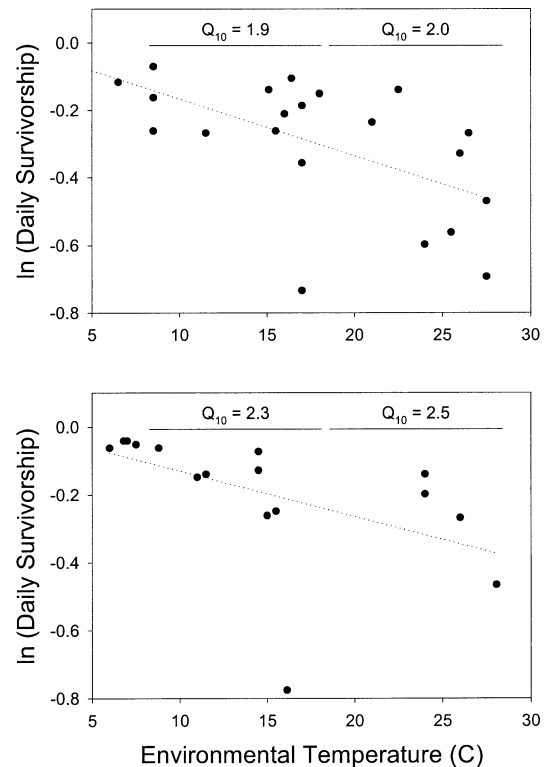 Q10 = 1.9 Q10 = 2.0
0.0
-0.2
-0.4
-0.6
-0.8
ln (Daily Survivorship)
5 10 15 20 25 30
Q10 = 2.3 Q10 = 2.5
0.0
-0.2
-0.4
-0.6
-0.8
ln (Daily Survivorship)
5 10 15 20 25 30
Environmental Temperature (C)